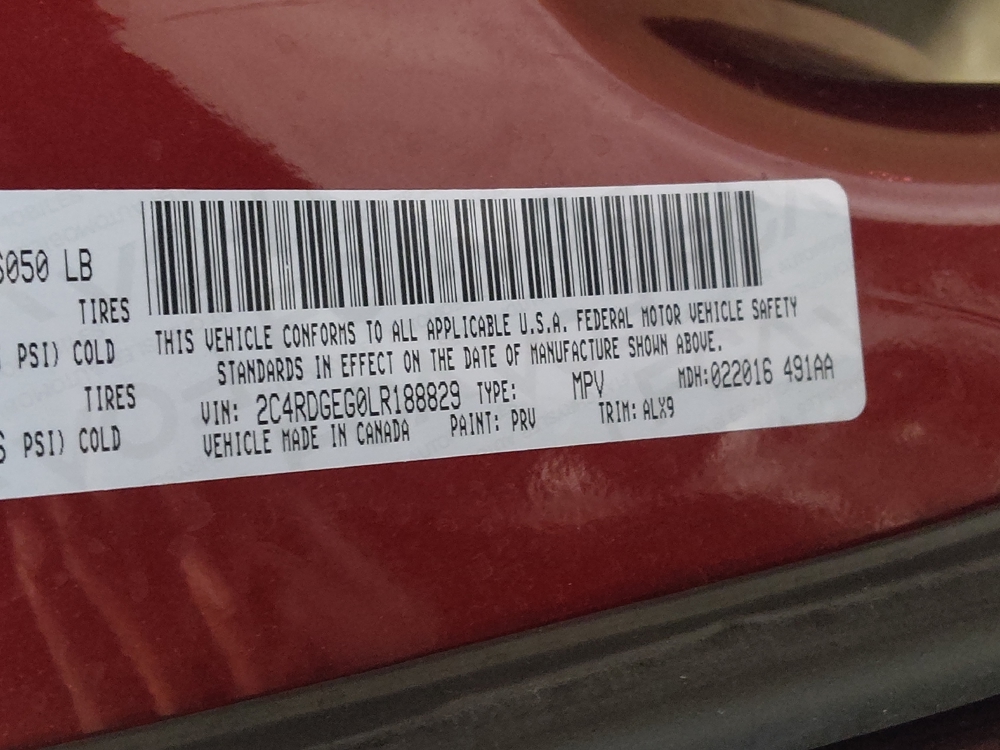 6050 LB
TIRES
PSI) COLD
TIRES
PSI) COLD
THIS VEHICLE CONFORMS TO ALL APPLICABLE U.S.A. FEDERAL MOTOR VEHICLE SAFETY
STANDARDS IN EFFECT ON THE DATE OF MANUFACTURE SHOWN ABOVE.
VIN: 2C4RDGEG0LR188829 TYPE: MPV MDH:022016 491AA
VEHICLE MADE IN CANADA PAINT: PRV TRIM: ALX9